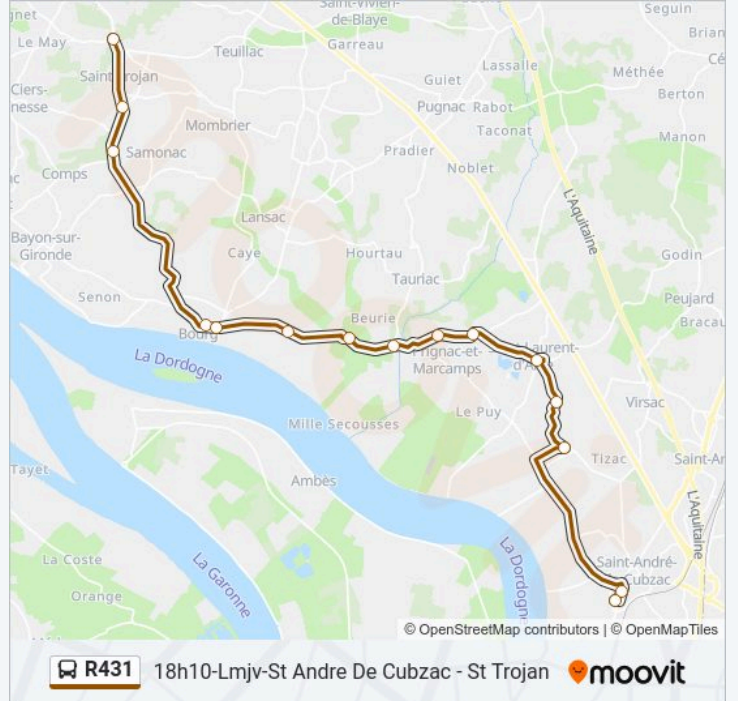 Saint-Vivien-
de-Blaye
Seguin
gnet
Le May
Teuillac
Garreau
Brian
Lassalle
Méthée
Cé
Saint-Trojan
Guiet
Berton
Ciers-
nesse
Pugnac
Rabot
Mombrier
Taconat
Manon
Samonac
Pradier
Noblet
Comps
ac
L'Aquitaine
Lansac
Bayon-sur-
Gironde
Caye
Hourtau
Godin
Tauriac
Senon
Peujard
Beurie
Bracau
Bourg
Laurent-
d'A
La Dordogne
Prignac-et-
Marcamps
Le Puy
Virsac
Mille Secousses
Tizac
Saint-An
Tayet
Ambès
L'Aquitaine
La Dordogne
La Coste
La Garonne
Saint-André-
Cubzac
Orange
© OpenStreetMap contributors | © OpenMapTiles
R431 18h10-Lmjv-St Andre De Cubzac - St Trojan moovit